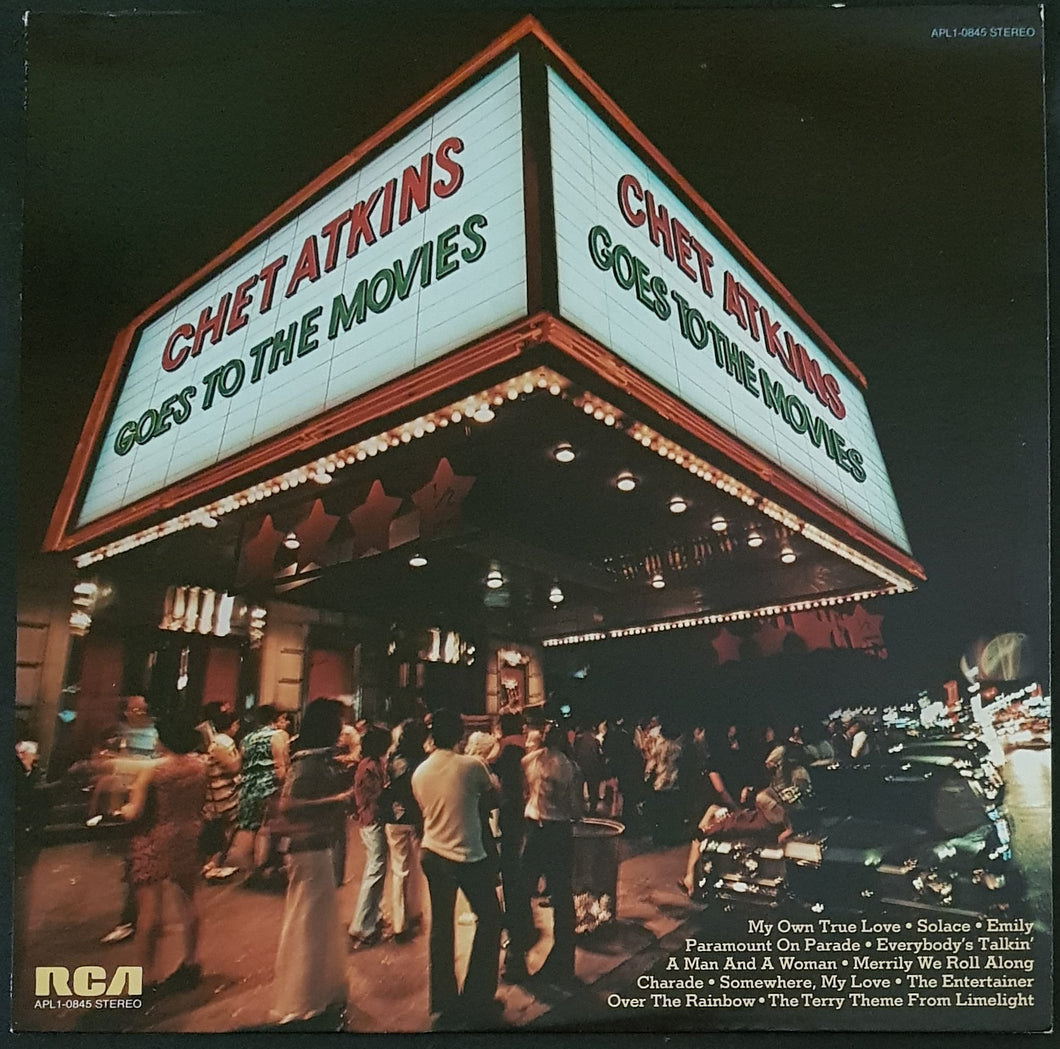 APL1-0845 STEREO
CHET ATKINS
GOES TO THE MOVIES
CHET ATKINS
GOES TO THE MOVIES
My Own True Love • Solace • Emily
Paramount On Parade • Everybody's Talkin'
A Man And A Woman • Merrily We Roll Along
Charade • Somewhere, My Love • The Entertainer
Over The Rainbow • The Terry Theme From Limelight
RCA
APL1-0845 STEREO